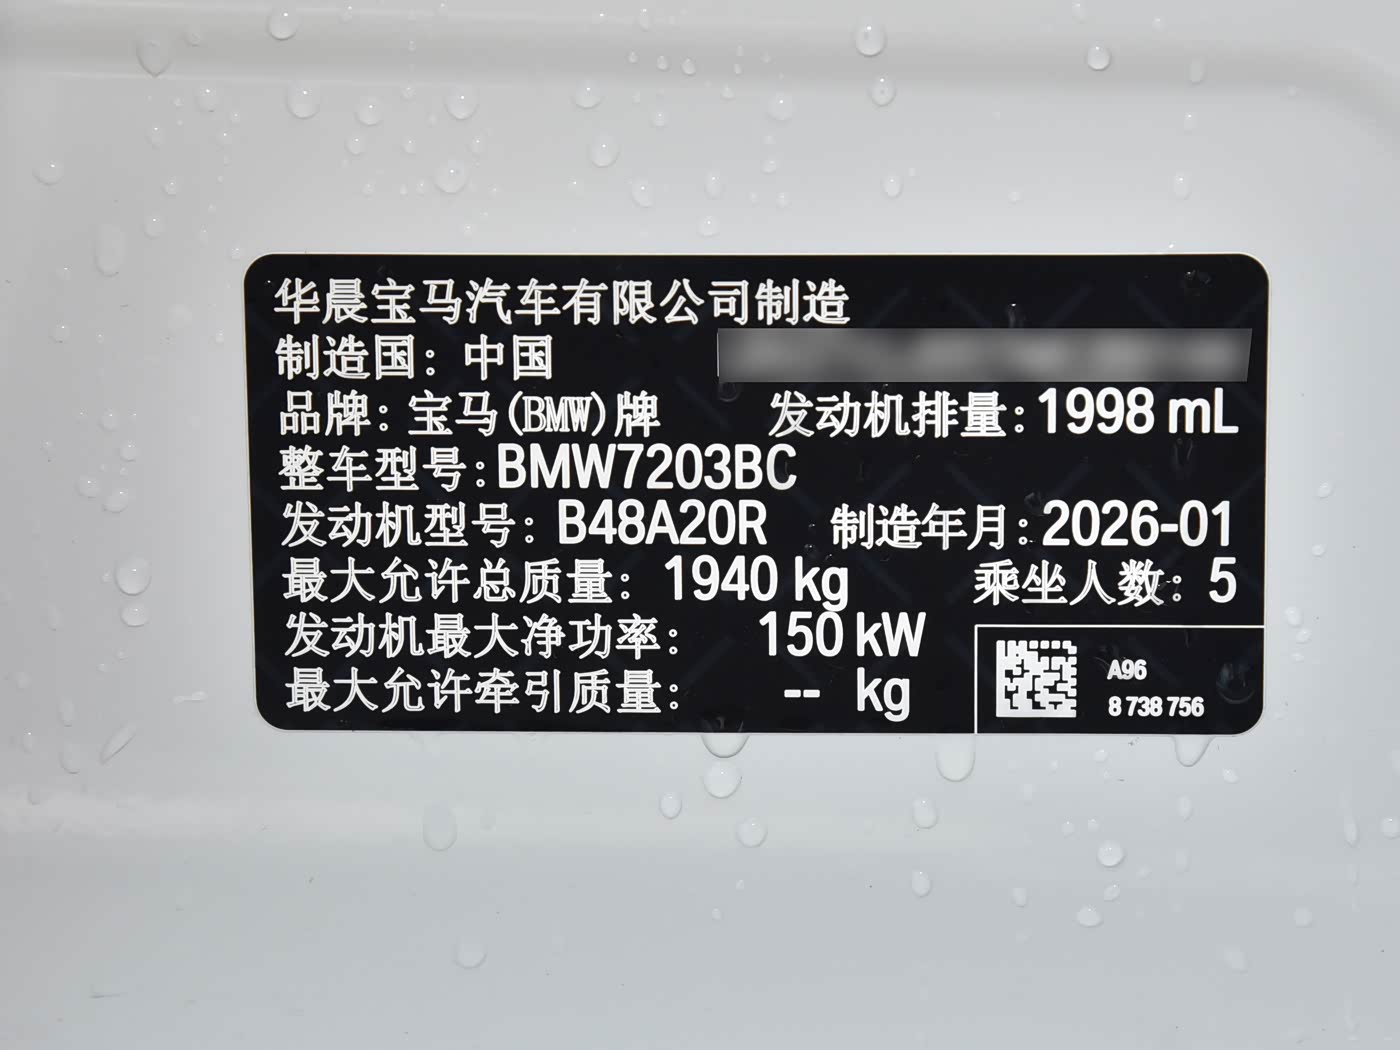 华晨宝马汽车有限公司制造
制造国：中国
品牌：宝马(BMW)牌 发动机排量：1998 mL
整车型号：BMW7203BC
发动机型号：B48A20R 制造年月：2026-01
最大允许总质量：1940 kg 乘坐人数：5
发动机最大净功率：150 kW
最大允许牵引质量：-- kg
A96
8 738 756